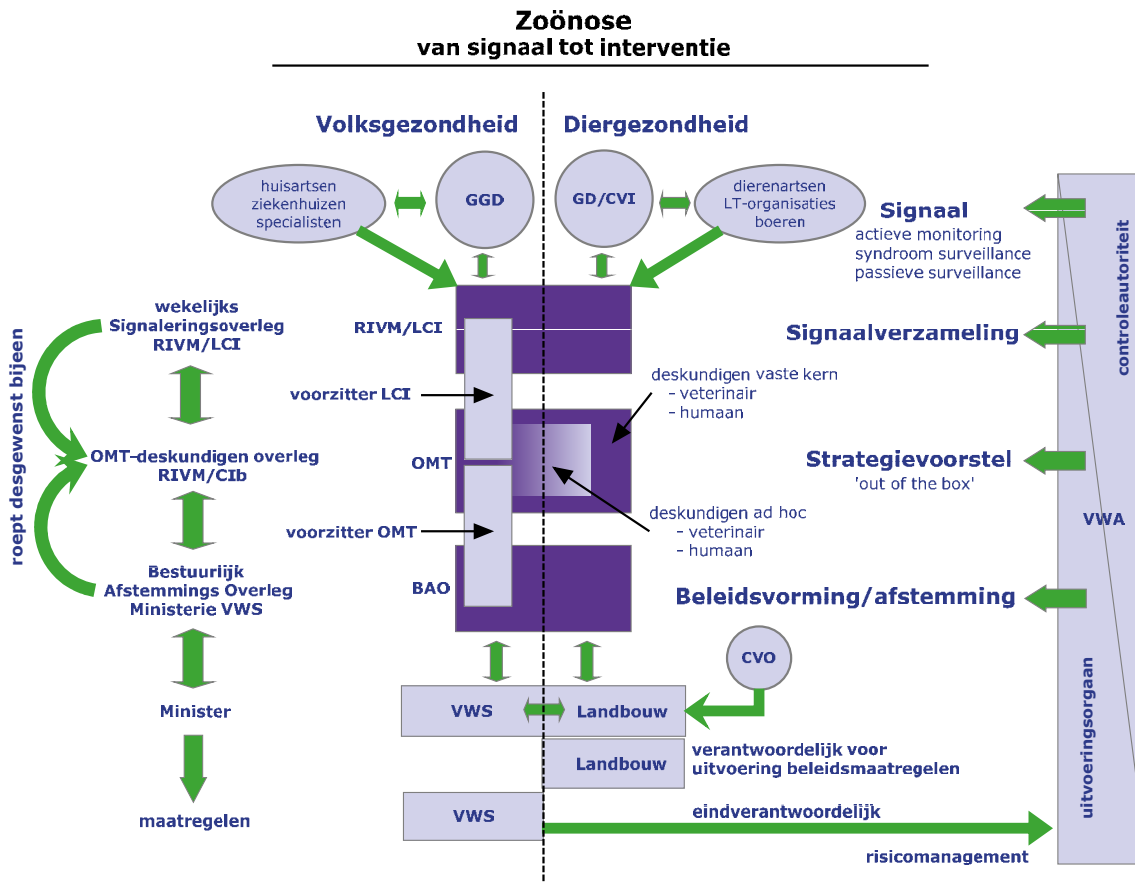 Zoönose
van signaal tot interventie
Volksgezondheid
Diergezondheid
huisartsen
ziekenhuizen
specialisten
GGD
GD/CVI
dierenartsen
LT-organisaties
boeren
Signaal
actieve monitoring
syndroom surveillance
passieve surveillance
controleautoriteit
roept desgewenst bijeen
wekelijks
Signaleringsoverleg
RIVM/LCI
RIVM/LCI
Signaalverzameling
voorzitter LCI
deskundigen vaste kern
- veterinair
- humaan
OMT-deskundigen overleg
RIVM/CIb
OMT
Strategievoorstel
'out of the box'
VWA
voorzitter OMT
deskundigen ad hoc
- veterinair
- humaan
Bestuurlijk
Afstemmings Overleg
Ministerie VWS
BAO
Beleidsvorming/afstemming
CVO
uitvoeringsorgaan
Minister
VWS
Landbouw
Landbouw
verantwoordelijk voor
uitvoering beleidsmaatregelen
maatregelen
VWS
eindverantwoordelijk
risicomanagement